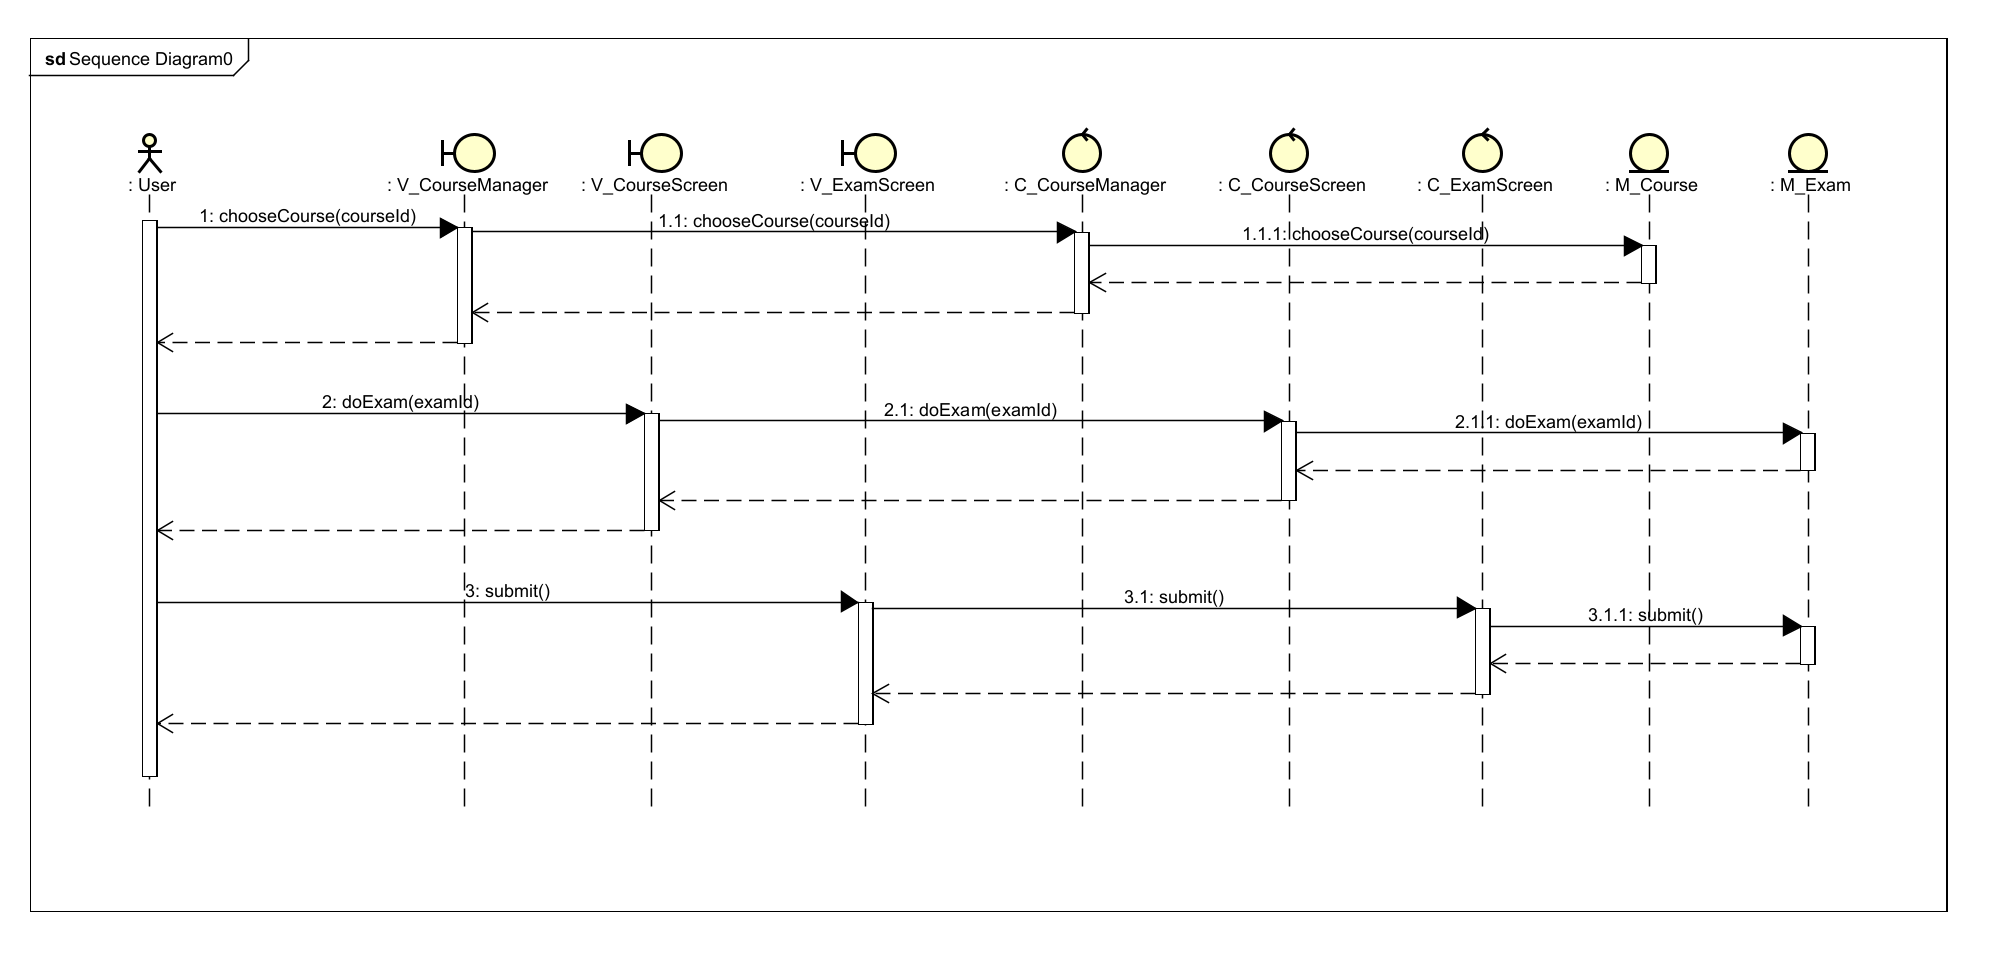 sd Sequence Diagram0
: User
: V_CourseManager
: V_CourseScreen
: V_ExamScreen
: C_CourseManager
: C_CourseScreen
: C_ExamScreen
: M_Course
: M_Exam
1: chooseCourse(courseId)
1.1: chooseCourse(courseId)
1.1.1: chooseCourse(courseId)
2: doExam(examId)
2.1: doExam(examId)
2.1.1: doExam(examId)
3: submit()
3.1: submit()
3.1.1: submit()